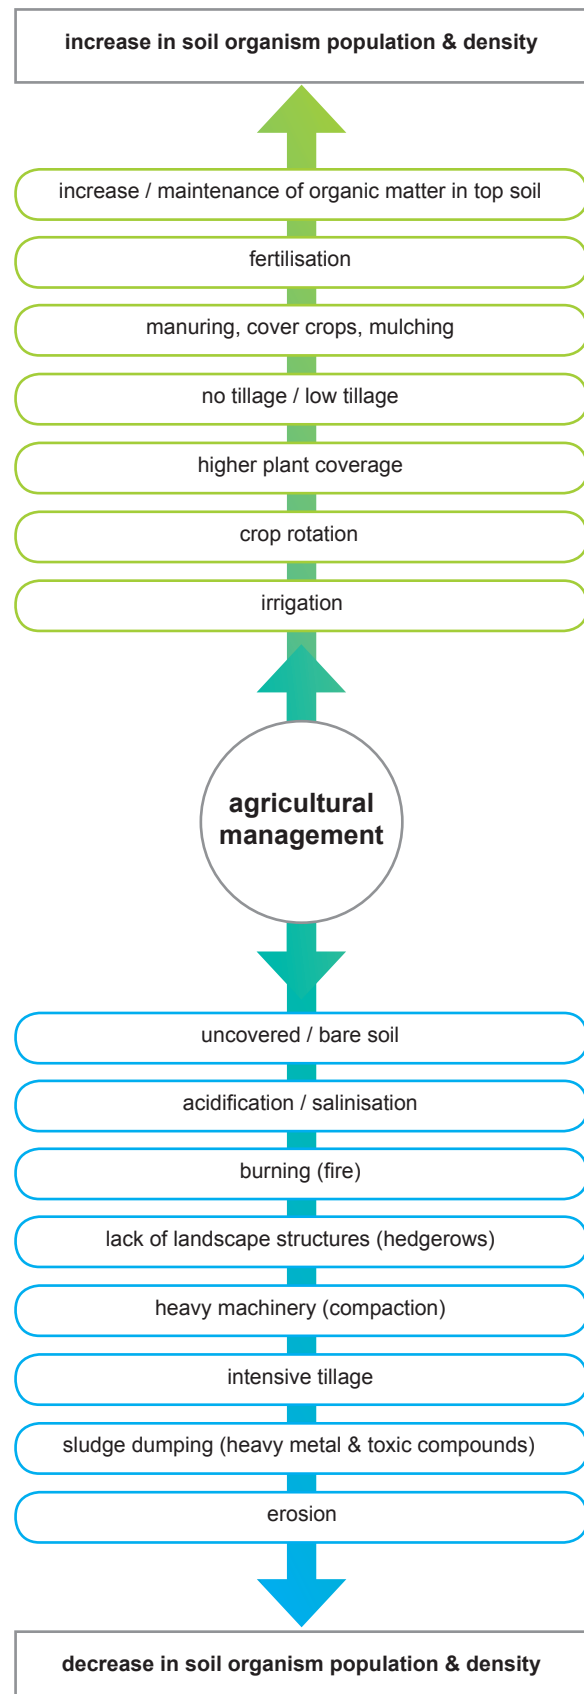 increase in soil organism population & density
increase / maintenance of organic matter in top soil
fertilisation
manuring, cover crops, mulching
no tillage / low tillage
higher plant coverage
crop rotation
irrigation
agricultural
management
uncovered / bare soil
acidification / salinisation
burning (fire)
lack of landscape structures (hedgerows)
heavy machinery (compaction)
intensive tillage
sludge dumping (heavy metal & toxic compounds)
erosion
decrease in soil organism population & density